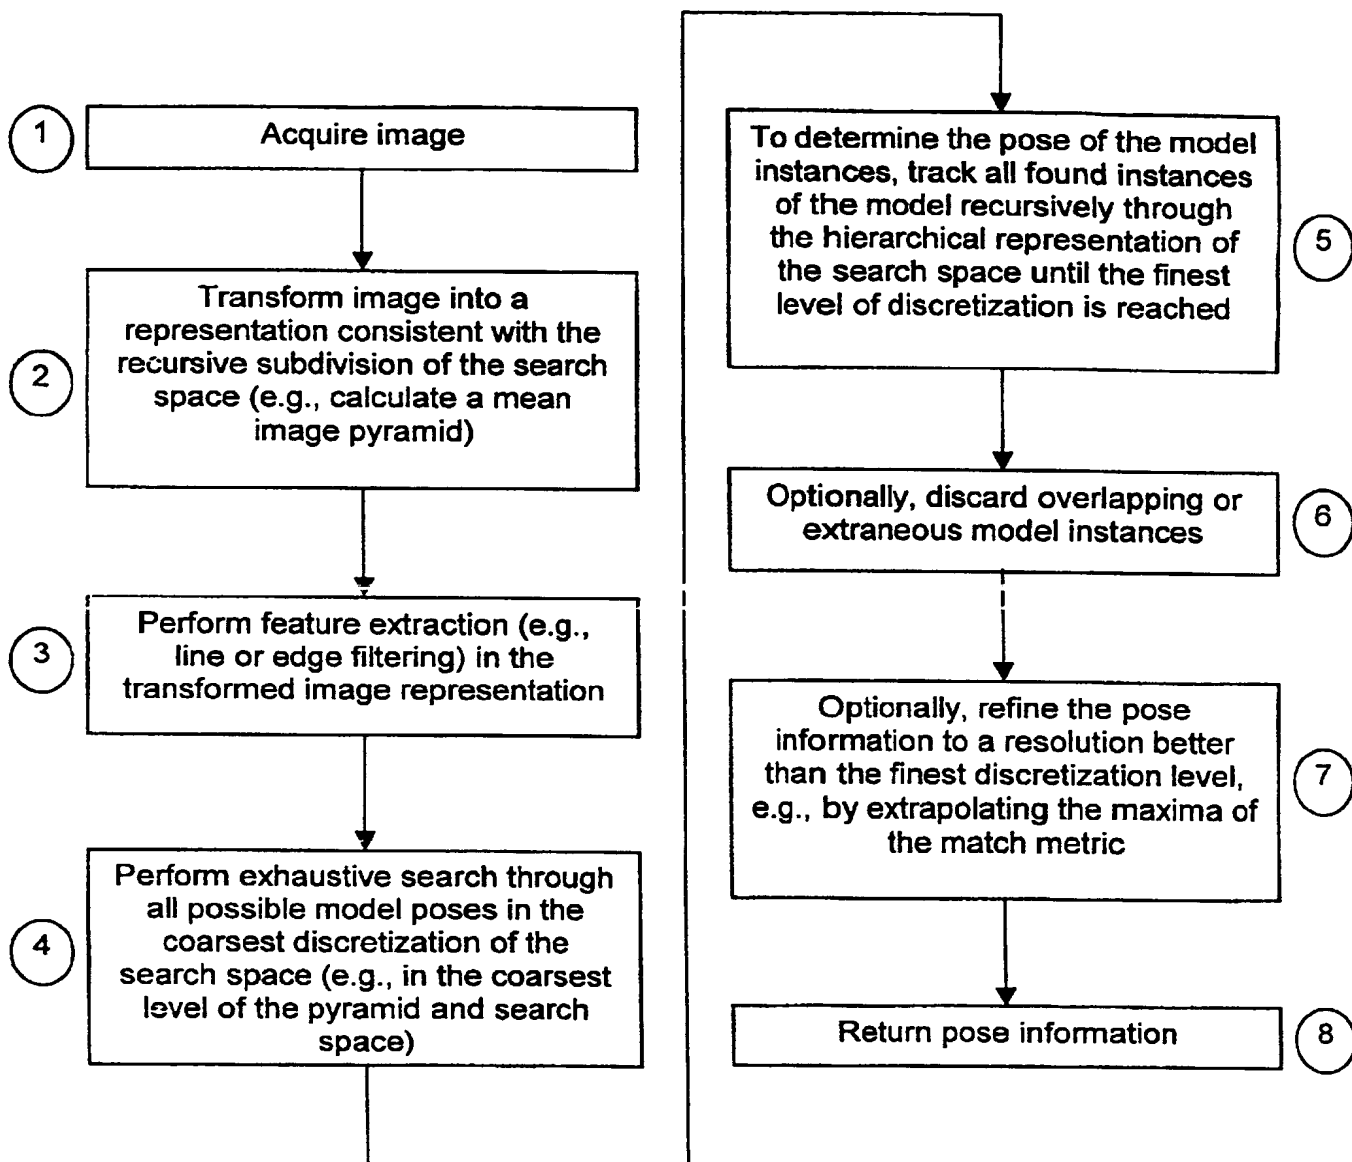 1
Acquire image
2
Transform image into a
representation consistent with the
recursive subdivision of the search
space (e.g., calculate a mean
image pyramid)
3
Perform feature extraction (e.g.,
line or edge filtering) in the
transformed image representation
4
Perform exhaustive search through
all possible model poses in the
coarsest discretization of the
search space (e.g., in the coarsest
level of the pyramid and search
space)
To determine the pose of the model
instances, track all found instances
of the model recursively through
the hierarchical representation of
the search space until the finest
level of discretization is reached
5
Optionally, discard overlapping or
extraneous model instances
6
Optionally, refine the pose
information to a resolution better
than the finest discretization level,
e.g., by extrapolating the maxima of
the match metric
7
Return pose information
8